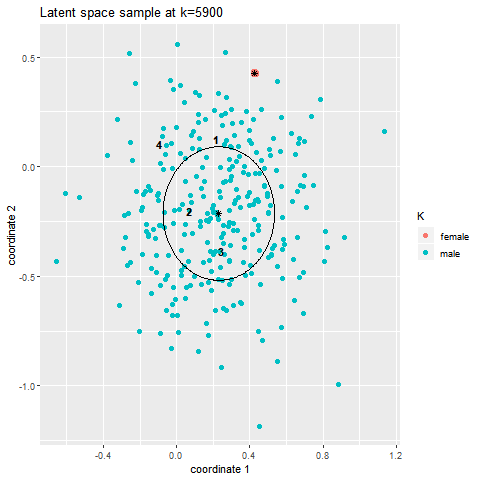 Latent space sample at k=5900
0.5
0.0
-0.5
-1.0
coordinate 2
1
4
2
3
-0.4
0.0
0.4
0.8
1.2
coordinate 1
K
female
male